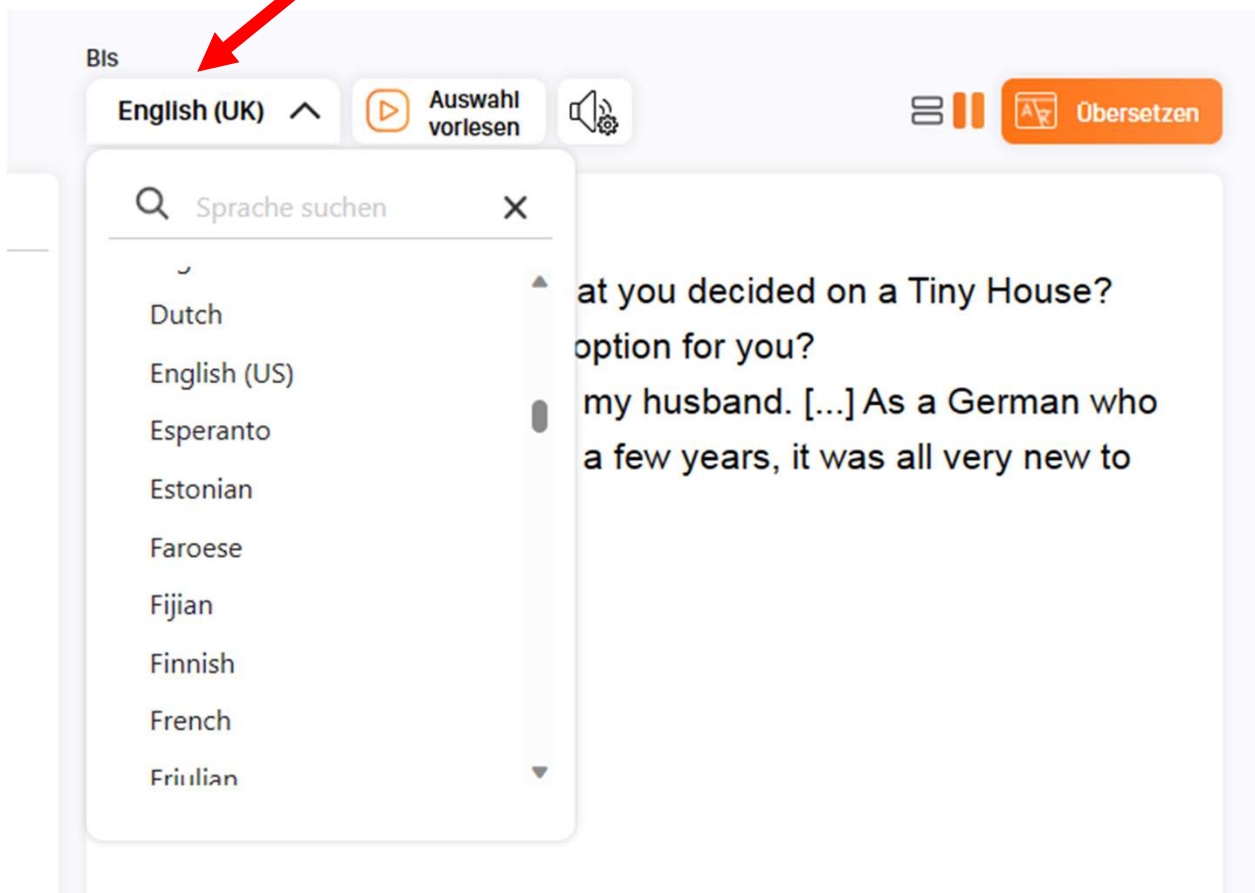 Bis
English (UK)
Auswahl
vorlesen
Übersetzen
Sprache suchen
Dutch
English (US)
Esperanto
Estonian
Faroese
Fijian
Finnish
French
Friulian
at you decided on a Tiny House?
option for you?
my husband. [...] As a German who
a few years, it was all very new to